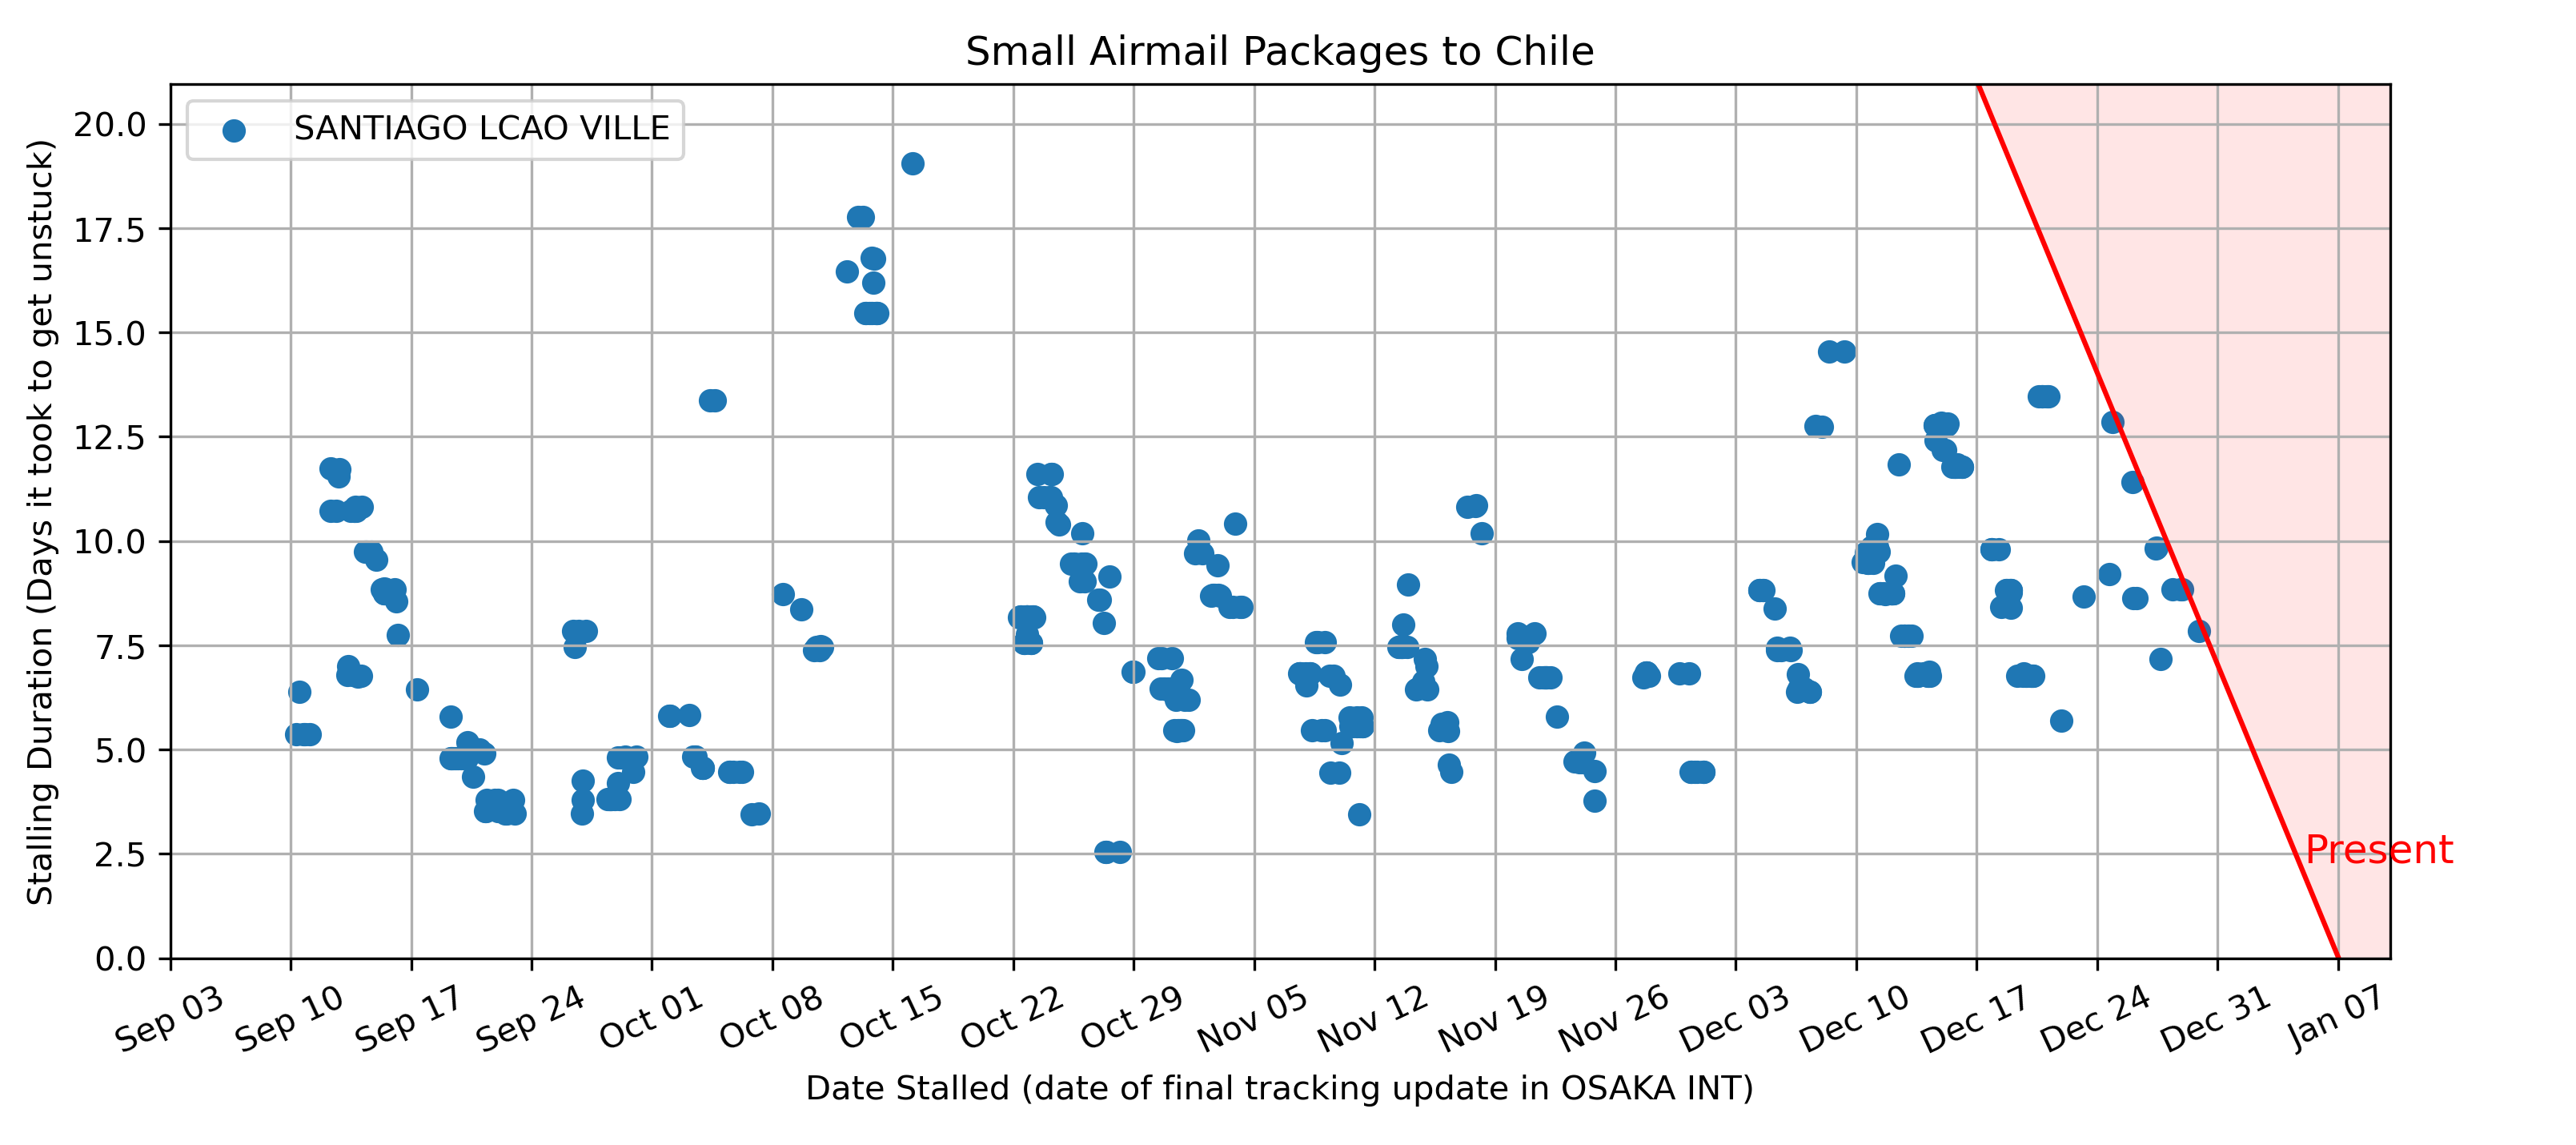 Small Airmail Packages to Chile
SANTIAGO LCAO VILLE
Stalling Duration (Days it took to get unstuck)
20.0
17.5
15.0
12.5
10.0
7.5
5.0
2.5
0.0
Present
Sep 03
Sep 10
Sep 17
Sep 24
Oct 01
Oct 08
Oct 15
Oct 22
Oct 29
Nov 05
Nov 12
Nov 19
Nov 26
Dec 03
Dec 10
Dec 17
Dec 24
Dec 31
Jan 07
Date Stalled (date of final tracking update in OSAKA INT)